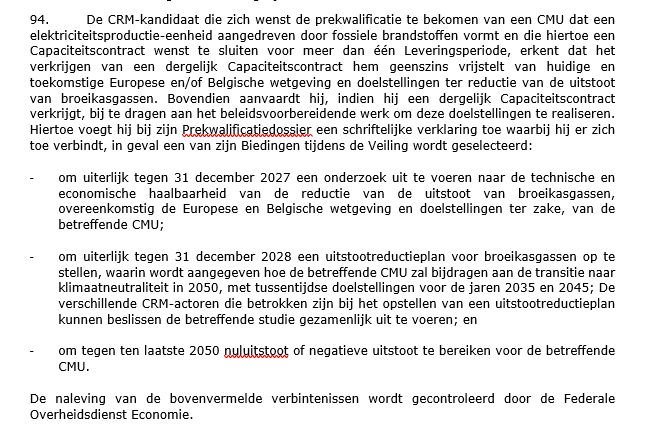 94. De CRM-kandidaat die zich wenst de prekwalificatie te bekomen van een CMU dat een
elektriciteitsproductie-eenheid aangedreven door fossiele brandstoffen vormt en die hiertoe een
Capaciteitscontract wenst te sluiten voor meer dan één Leveringsperiode, erkent dat het
verkrijgen van een dergelijk Capaciteitscontract hem geenszins vrijstelt van huidige en
toekomstige Europese en/of Belgische wetgeving en doelstellingen ter reductie van de uitstoot
van broeikasgassen. Bovendien aanvaardt hij, indien hij een dergelijk Capaciteitscontract
verkrijgt, bij te dragen aan het beleidsvoorbereidende werk om deze doelstellingen te realiseren.
Hiertoe voegt hij bij zijn Prekwalificatiedossier een schriftelijke verklaring toe waarbij hij er zich
toe verbindt, in geval een van zijn Biedingen tijdens de Veiling wordt geselecteerd:
- om uiterlijk tegen 31 december 2027 een onderzoek uit te voeren naar de technische en
economische haalbaarheid van de reductie van de uitstoot van broeikasgassen,
overeenkomstig de Europese en Belgische wetgeving en doelstellingen ter zake, van de
betreffende CMU;
- om uiterlijk tegen 31 december 2028 een uitstootreductieplan voor broeikasgassen op te
stellen, waarin wordt aangegeven hoe de betreffende CMU zal bijdragen aan de transitie naar
klimaatneutraliteit in 2050, met tussentijdse doelstellingen voor de jaren 2035 en 2045; De
verschillende CRM-actoren die betrokken zijn bij het opstellen van een uitstootreductieplan
kunnen beslissen de betreffende studie gezamenlijk uit te voeren; en
- om tegen ten laatste 2050 nuluitstoot of negatieve uitstoot te bereiken voor de betreffende
CMU.
De naleving van de bovenvermelde verbintenissen wordt gecontroleerd door de Federale
Overheidsdienst Economie.